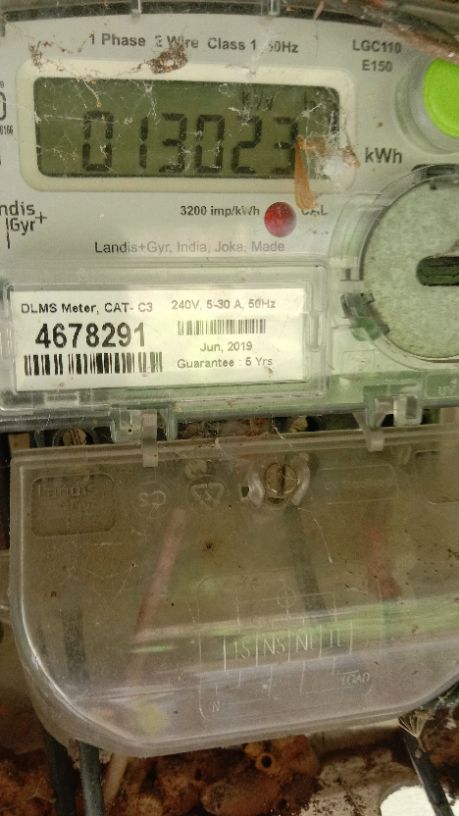 1 Phase 2 Wire Class 1 50Hz
LGC110
E150
013023
kWh
3200 imp/kWh CAL
Gyr+
Landis+Gyr, India, Joka, Made
DLMS Meter, CAT- C3 240V, 5-30 A, 50Hz
4678291
Jun, 2019
Guarantee : 5 Yrs
Landis